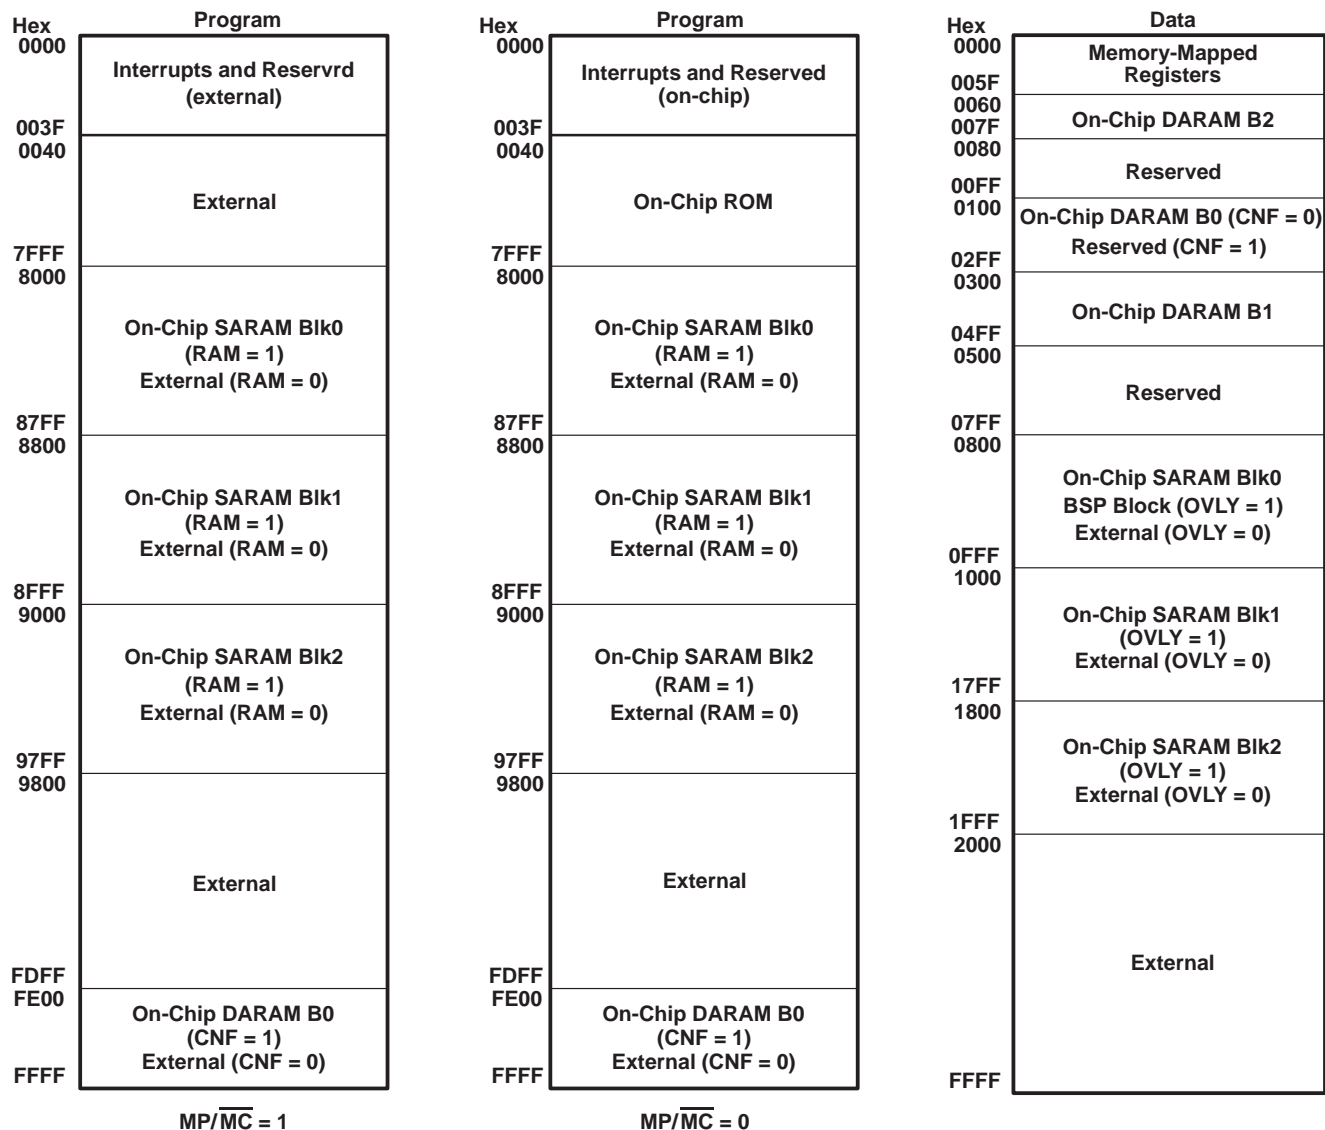 Hex
Program
0000
Interrupts and Reservrd
(external)
003F
0040
External
7FFF
8000
On-Chip SARAM Blk0
(RAM = 1)
External (RAM = 0)
87FF
8800
On-Chip SARAM Blk1
(RAM = 1)
External (RAM = 0)
8FFF
9000
On-Chip SARAM Blk2
(RAM = 1)
External (RAM = 0)
97FF
9800
External
FDFF
FE00
On-Chip DARAM B0
(CNF = 1)
External (CNF = 0)
FFFF
MP/M̅C̅ = 1
Hex
Program
0000
Interrupts and Reserved
(on-chip)
003F
0040
On-Chip ROM
7FFF
8000
On-Chip SARAM Blk0
(RAM = 1)
External (RAM = 0)
87FF
8800
On-Chip SARAM Blk1
(RAM = 1)
External (RAM = 0)
8FFF
9000
On-Chip SARAM Blk2
(RAM = 1)
External (RAM = 0)
97FF
9800
External
FDFF
FE00
On-Chip DARAM B0
(CNF = 1)
External (CNF = 0)
FFFF
MP/M̅C̅ = 0
Hex
Data
0000
Memory-Mapped
Registers
005F
0060
On-Chip DARAM B2
007F
0080
Reserved
00FF
0100
On-Chip DARAM B0 (CNF = 0)
Reserved (CNF = 1)
02FF
0300
On-Chip DARAM B1
04FF
0500
Reserved
07FF
0800
On-Chip SARAM Blk0
BSP Block (OVLY = 1)
External (OVLY = 0)
0FFF
1000
On-Chip SARAM Blk1
(OVLY = 1)
External (OVLY = 0)
17FF
1800
On-Chip SARAM Blk2
(OVLY = 1)
External (OVLY = 0)
1FFF
2000
External
FFFF